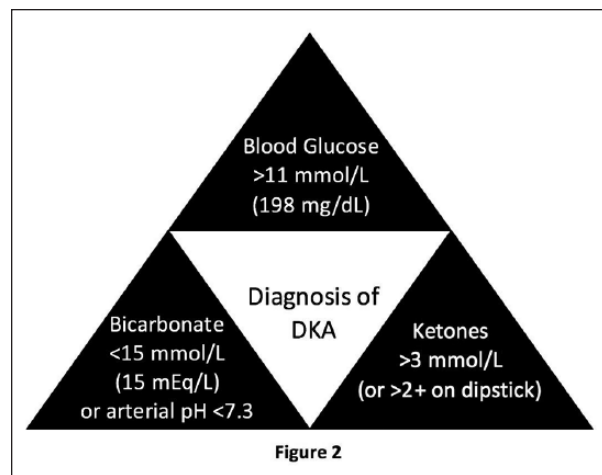 Blood Glucose
>11 mmol/L
(198 mg/dL)
Diagnosis of
DKA
Bicarbonate
<15 mmol/L
(15 mEq/L)
or arterial pH <7.3
Ketones
>3 mmol/L
(or >2+ on dipstick)
Figure 2